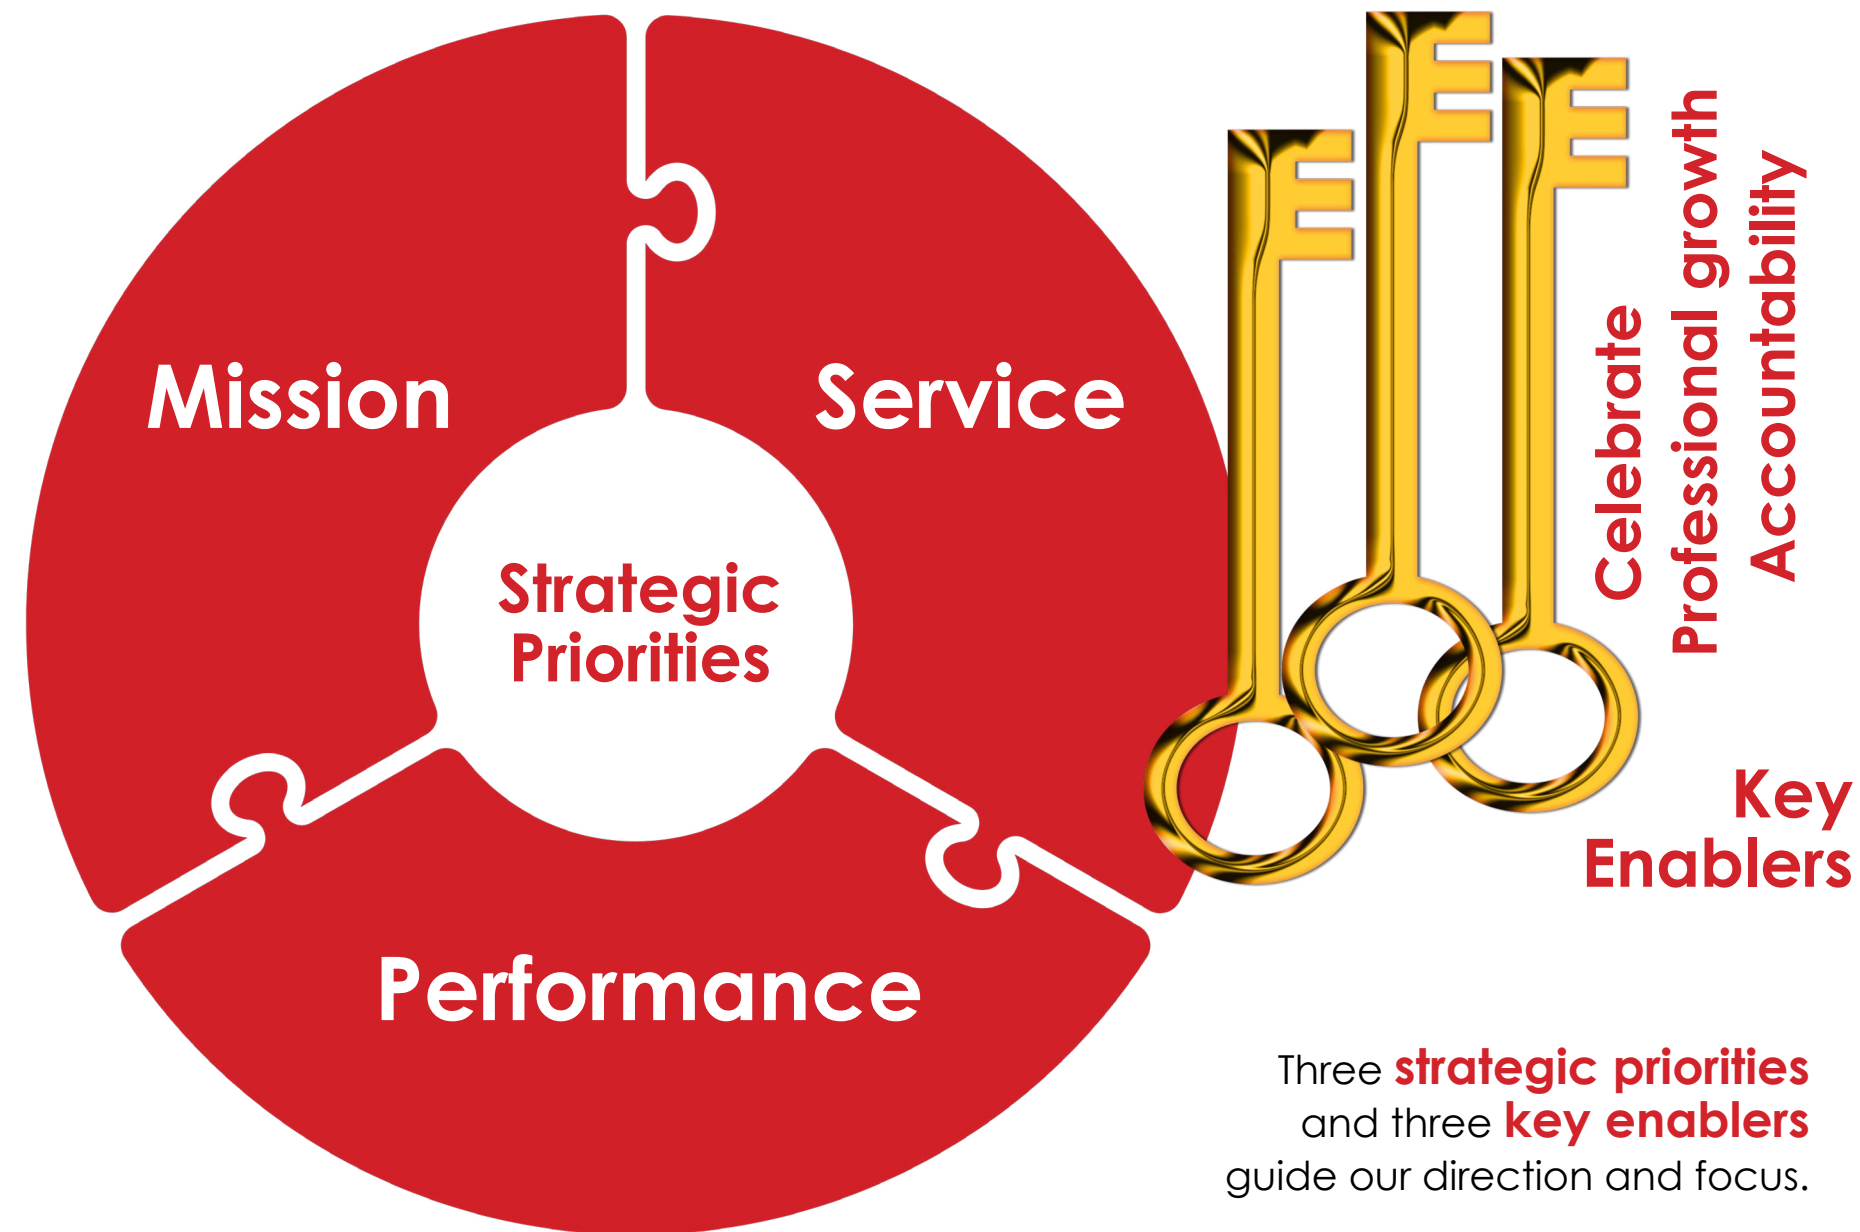 Mission
Service
Strategic
Priorities
Performance
Celebrate
Professional growth
Accountability
Key
Enablers
Three strategic priorities
and three key enablers
guide our direction and focus.